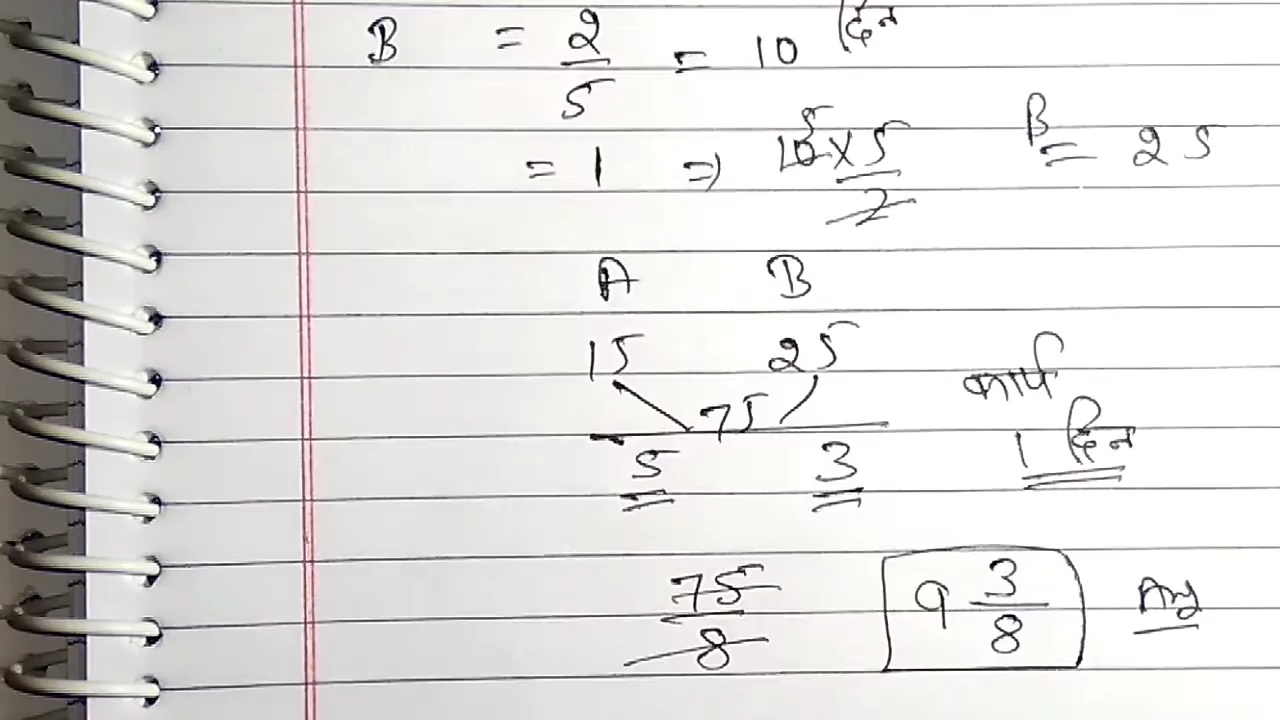 B = 2/5 = 10 दिन
= 1 ⇒ 10 5 × 5/2 B = 25
A B
15 25
75 कार्य
5 3 1 दिन
75/8 9 3/8 Ans